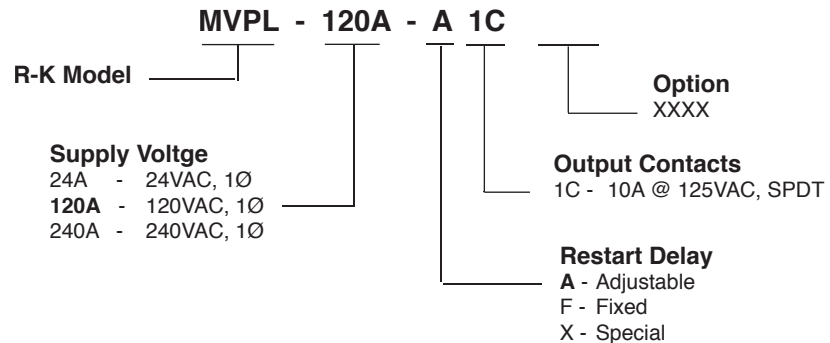 MVPL - 120A - A 1C
R-K Model
Option
XXXX
Supply Voltge
24A - 24VAC, 1Ø
120A - 120VAC, 1Ø
240A - 240VAC, 1Ø
Output Contacts
1C - 10A @ 125VAC, SPDT
Restart Delay
A - Adjustable
F - Fixed
X - Special